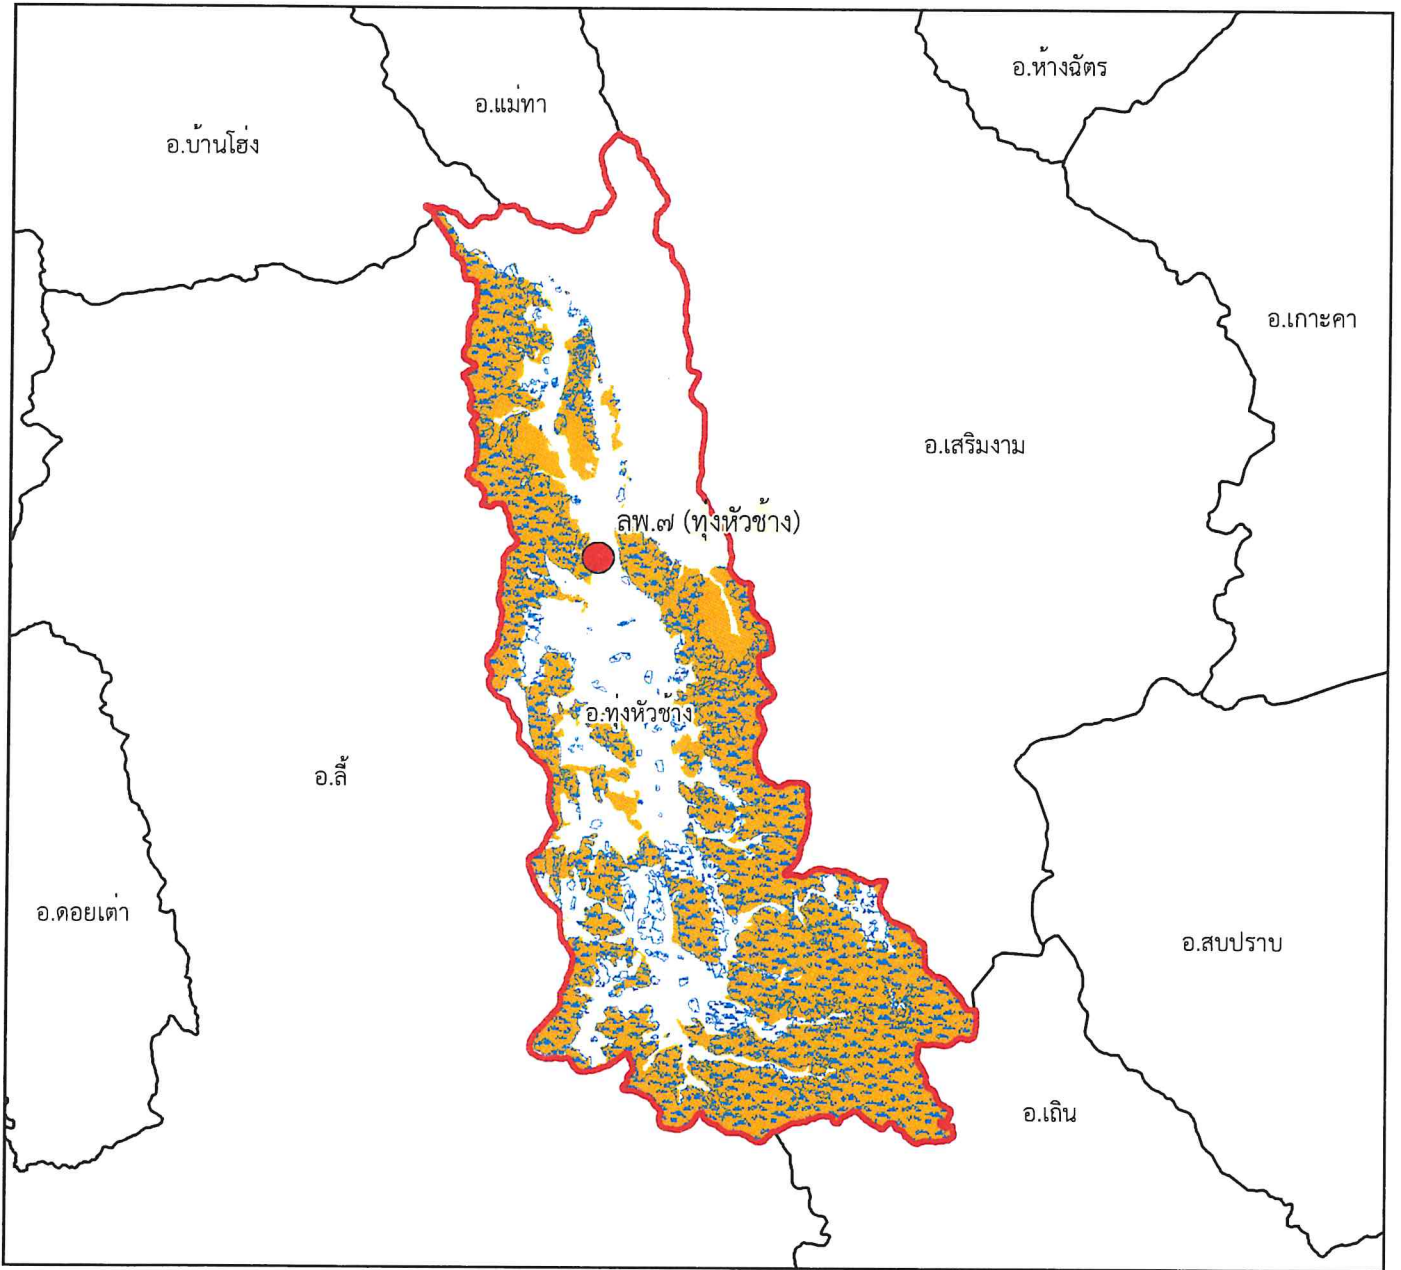 อ.ห้างฉัตร
อ.แม่ทา
อ.บ้านโฮ่ง
อ.เกาะคา
อ.เสริมงาม
ลพ.๗ (ทุ่งหัวช้าง)
อ.ทุ่งหัวช้าง
อ.ลี้
อ.ดอยเต่า
อ.สบปราบ
อ.เถิน